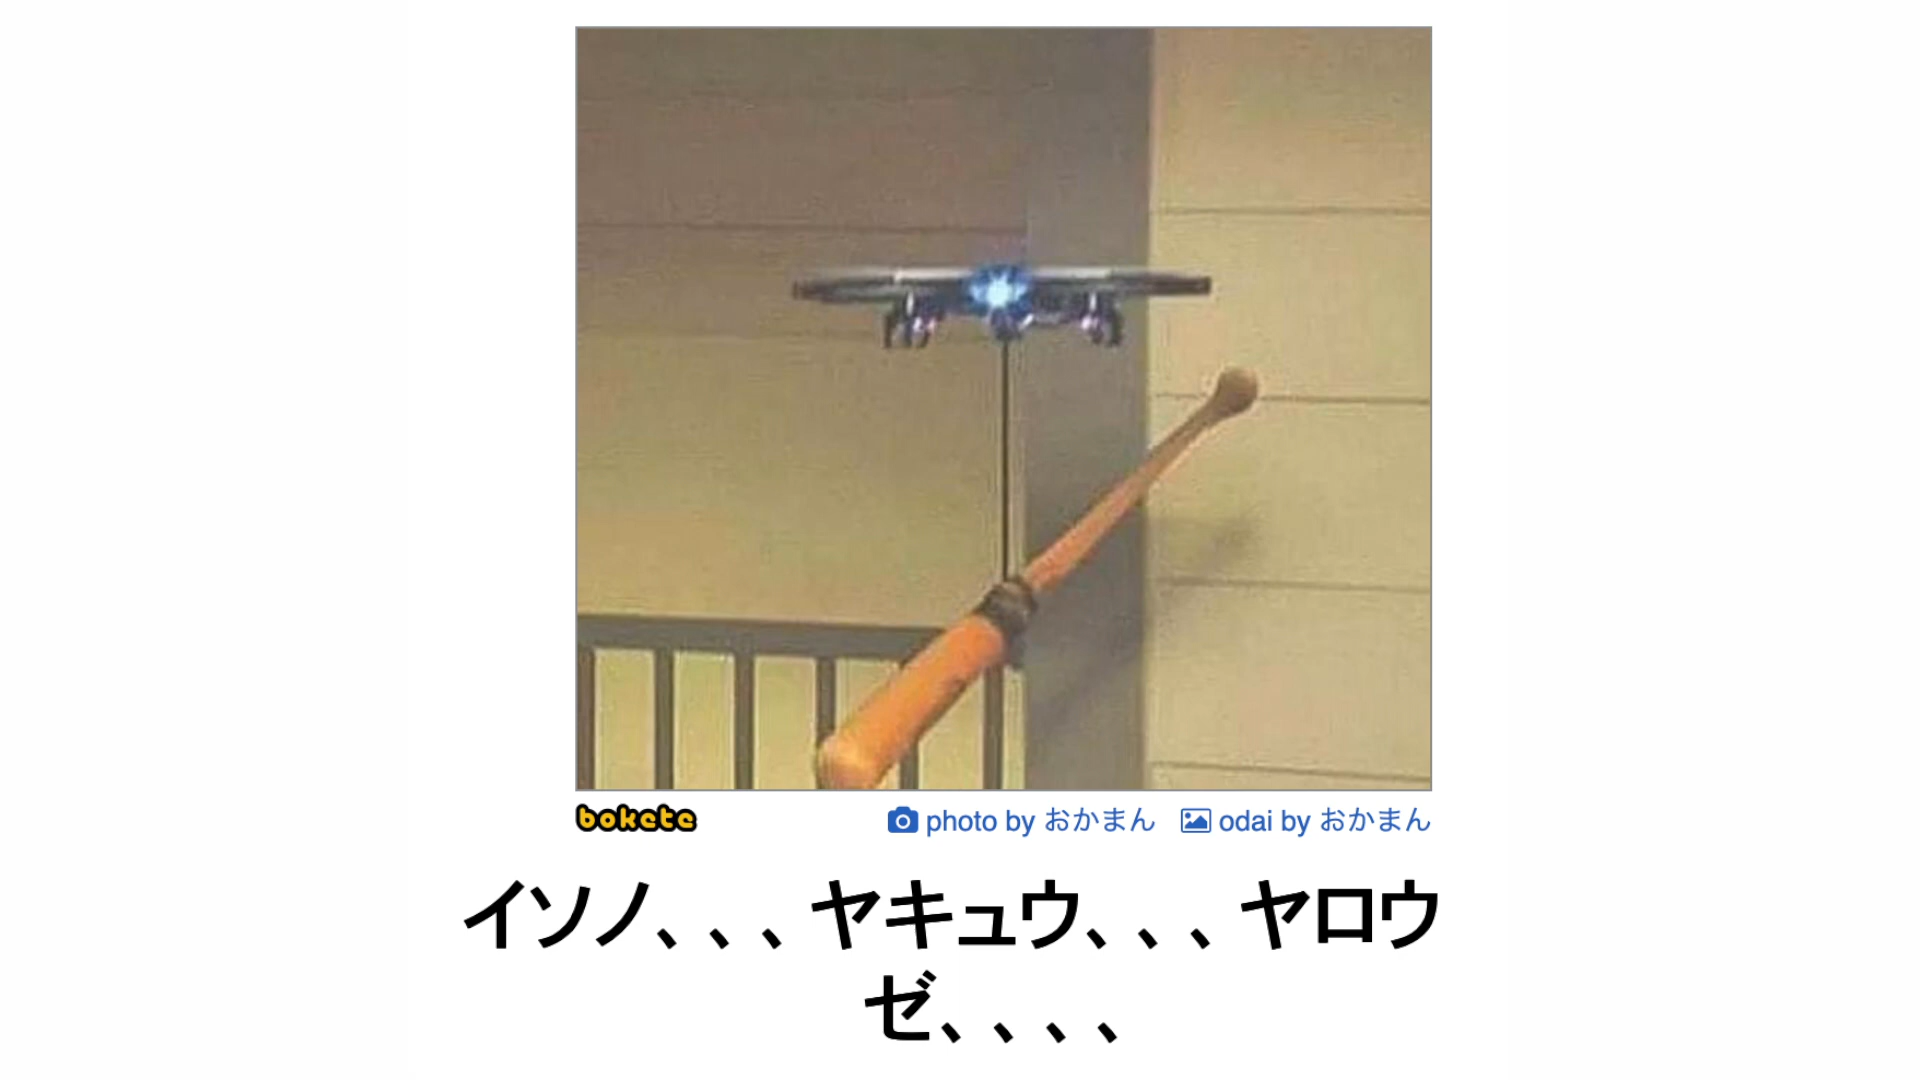 bokete photo by おかまん odai by おかまん
イソノ、、、ヤキュウ、、、ヤロウ
ゼ、、、、